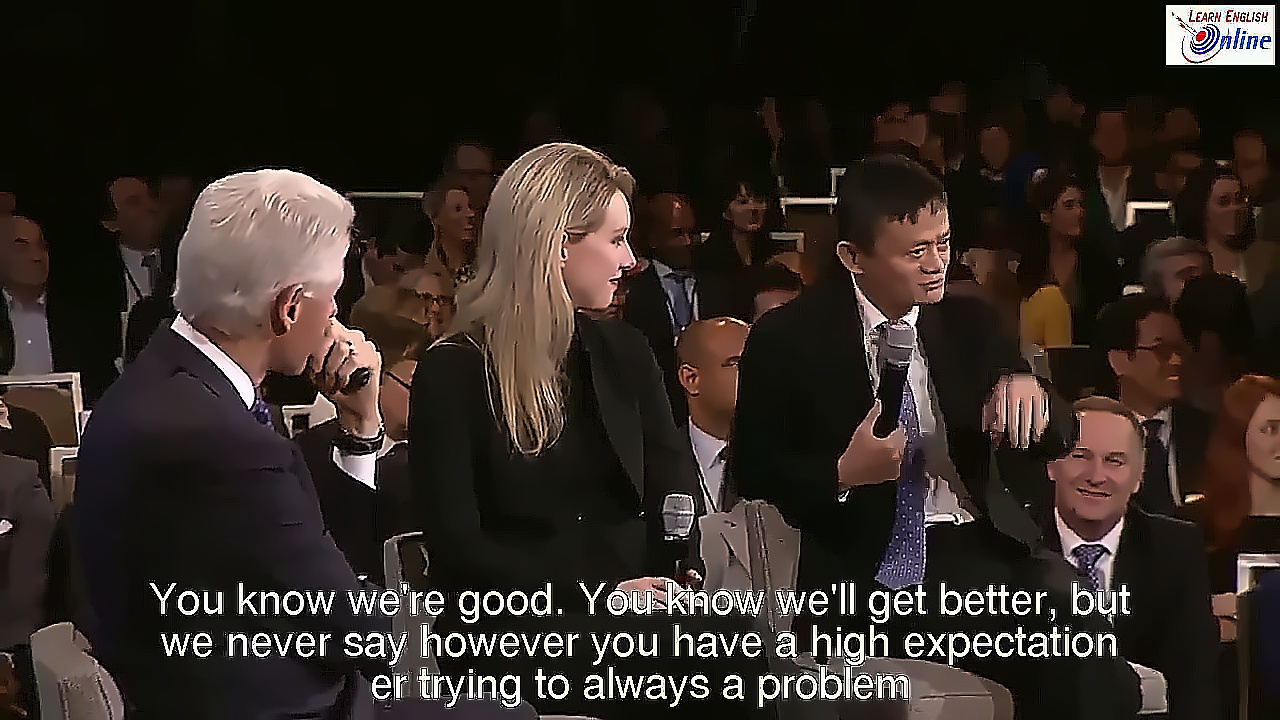 LEARN ENGLISH
Online
You know we're good. You know we'll get better, but
we never say however you have a high expectation
er trying to always a problem